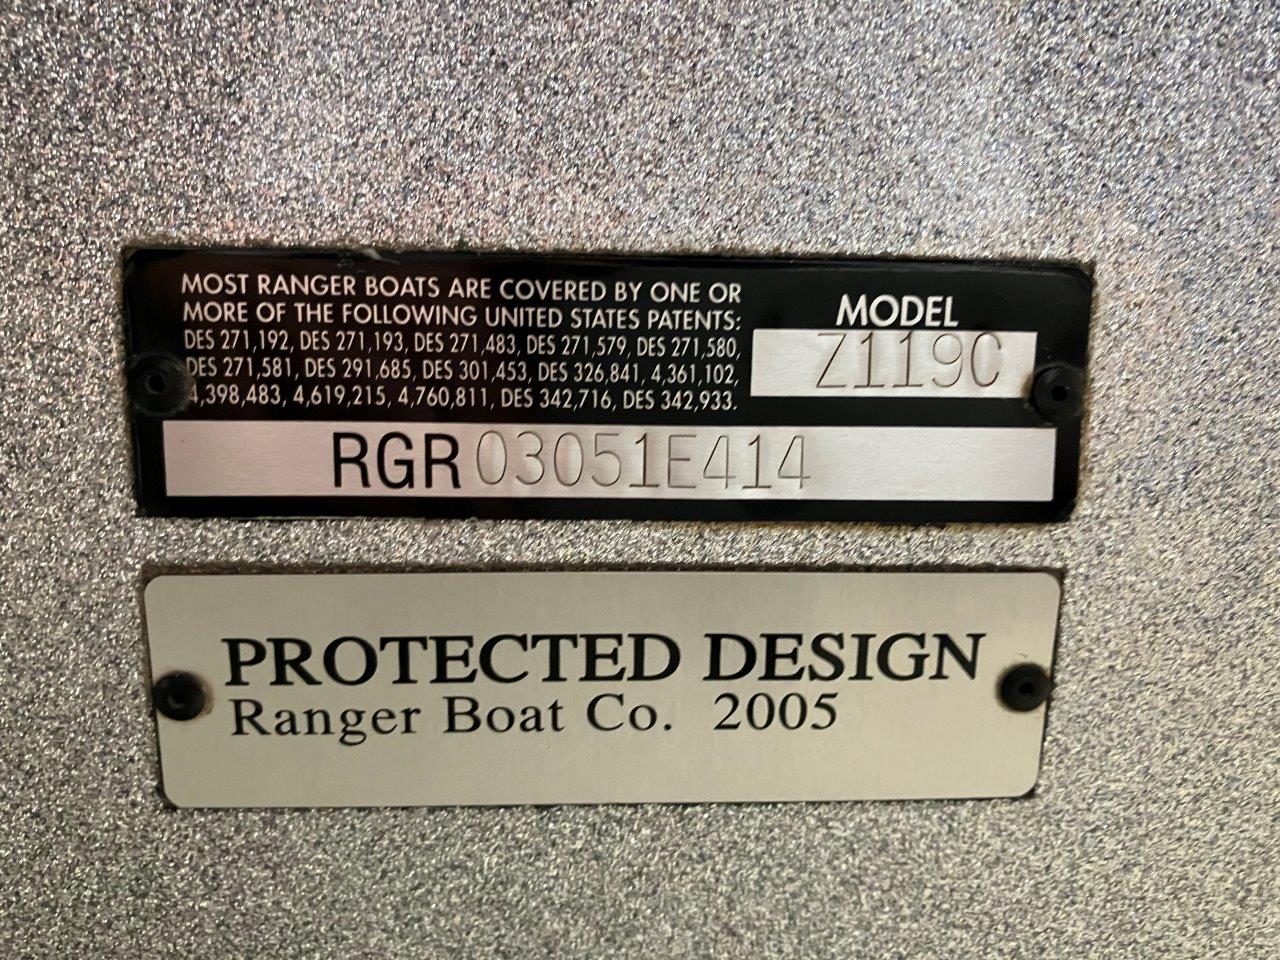 MOST RANGER BOATS ARE COVERED BY ONE OR
MORE OF THE FOLLOWING UNITED STATES PATENTS:
DES 271,192, DES 271,193, DES 271,483, DES 271,579, DES 271,580,
DES 271,581, DES 291,685, DES 301,453, DES 326,841, 4,361,102,
4,398,483, 4,619,215, 4,760,811, DES 342,716, DES 342,933.
MODEL
Z119C
RGR03051E414
PROTECTED DESIGN
Ranger Boat Co. 2005